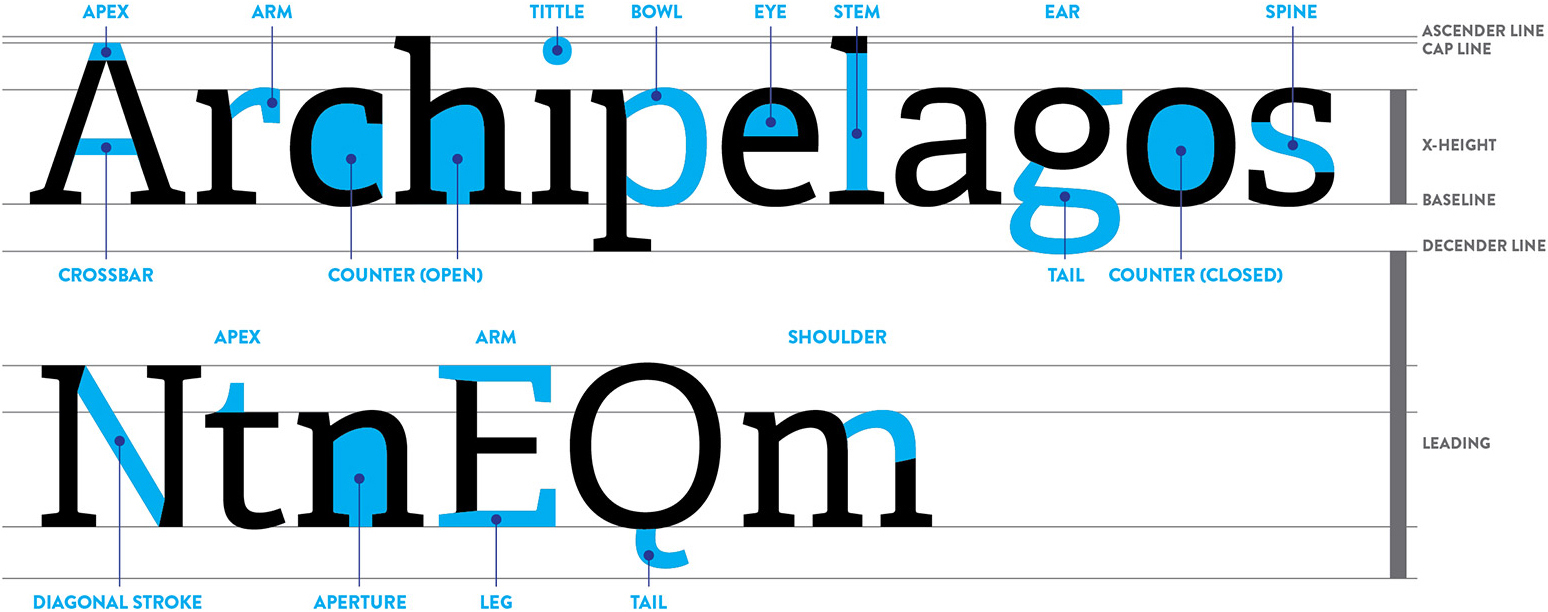 APEX ARM TITTLE BOWL EYE STEM EAR SPINE
ASCENDER LINE
CAP LINE
Archipelagos
X-HEIGHT
BASELINE
DECENDER LINE
CROSSBAR COUNTER (OPEN) TAIL COUNTER (CLOSED)
APEX ARM SHOULDER
NtnEQm
LEADING
DIAGONAL STROKE APERTURE LEG TAIL